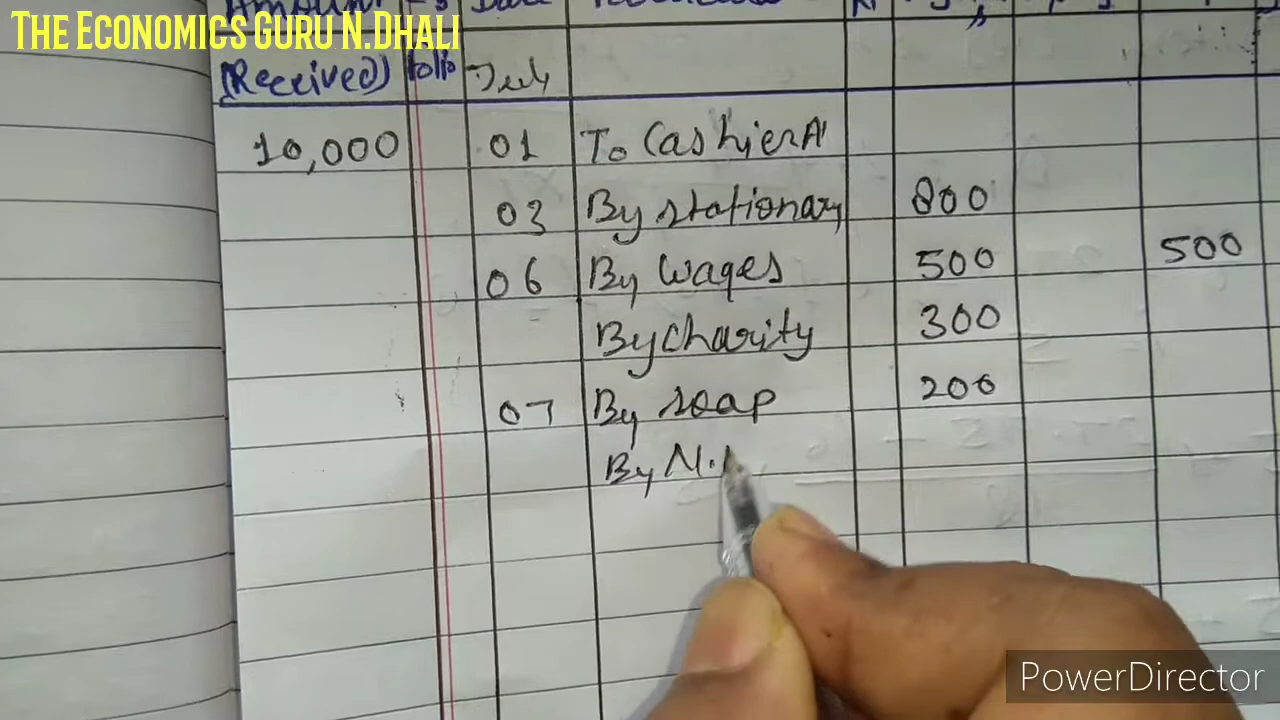 THE ECONOMICS GURU N.DHALI
(Received) Folio July
10,000 01 To Cashier A/
03 By stationary 800
06 By wages 500 500
By charity 300
07 By soap 200
By N.
PowerDirector